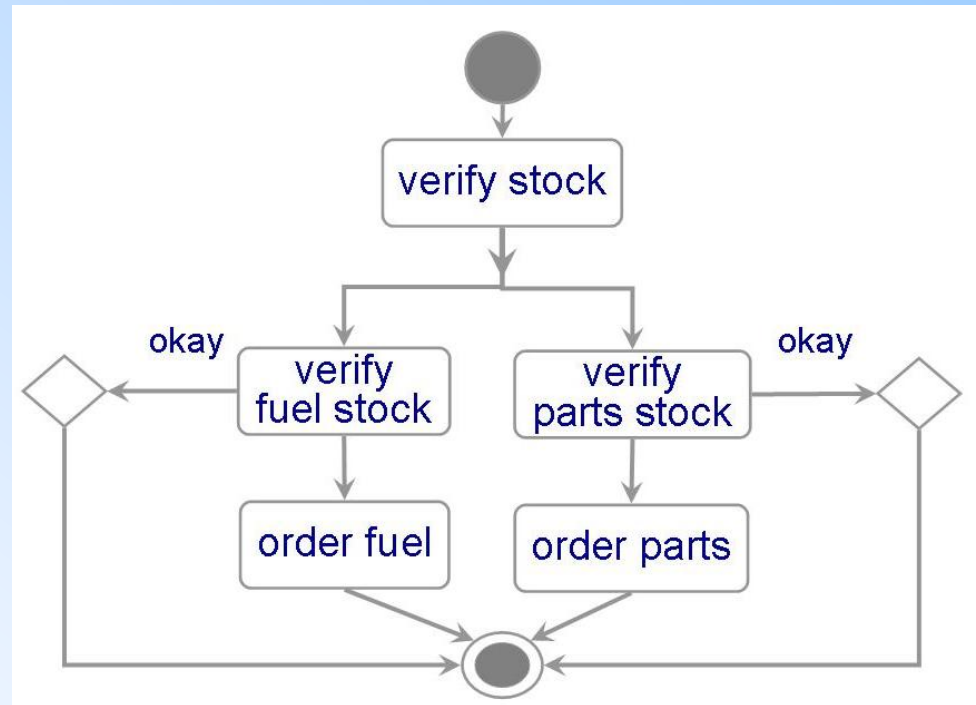 verify stock
okay
verify
fuel stock
verify
parts stock
okay
order fuel
order parts